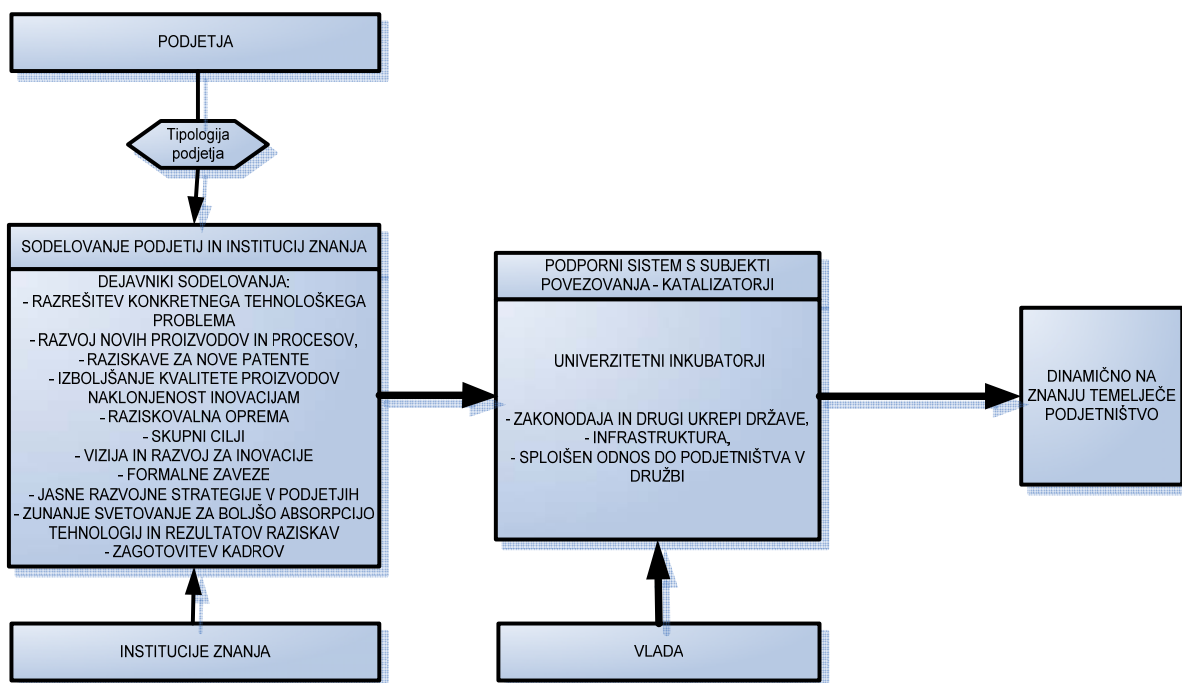 PODJETJA
Tipologija
podjetja
SODELOVANJE PODJETIJ IN INSTITUCIJ ZNANJA
DEJAVNIKI SODELOVANJA:
- RAZREŠITEV KONKRETNEGA TEHNOLOŠKEGA
PROBLEMA
- RAZVOJ NOVIH PROIZVODOV IN PROCESOV,
- RAZISKAVE ZA NOVE PATENTE
- IZBOLJŠANJE KVALITETE PROIZVODOV
NAKLONJENOST INOVACIJAM
- RAZISKOVALNA OPREMA
- SKUPNI CILJI
- VIZIJA IN RAZVOJ ZA INOVACIJE
- FORMALNE ZAVEZE
- JASNE RAZVOJNE STRATEGIJE V PODJETJIH
- ZUNANJE SVETOVANJE ZA BOLJŠO ABSORPCIJO
TEHNOLOGIJ IN REZULTATOV RAZISKAV
- ZAGOTOVITEV KADROV
INSTITUCIJE ZNANJA
PODPORNI SISTEM S SUBJEKTI
POVEZOVANJA - KATALIZATORJI
UNIVERZITETNI INKUBATORJI
- ZAKONODAJA IN DRUGI UKREPI DRŽAVE,
- INFRASTRUKTURA,
- SPLOIŠEN ODNOS DO PODJETNIŠTVA V
DRUŽBI
VLADA
DINAMIČNO NA
ZNANJU TEMELJEČE
PODJETNIŠTVO